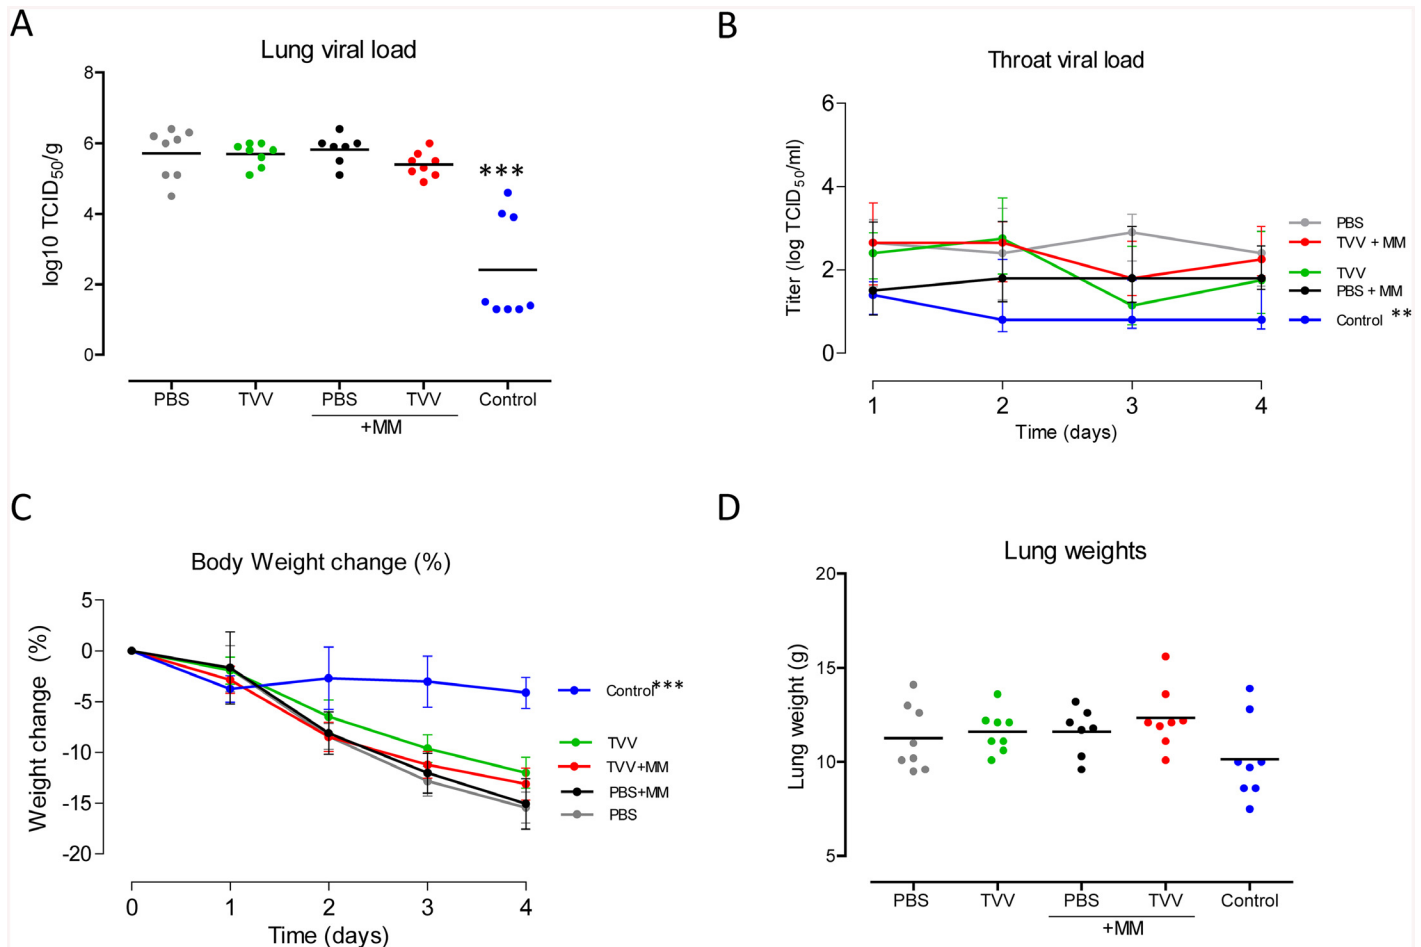 A
Lung viral load
log10 TCID50/g
8
6
4
2
0
***
PBS
TVV
PBS
TVV
Control
+MM
B
Throat viral load
Titer (log TCID50/ml)
6
4
2
0
1
2
3
4
Time (days)
PBS
TVV + MM
TVV
PBS + MM
Control **
C
Body Weight change (%)
Weight change (%)
5
0
-5
-10
-15
-20
0
1
2
3
4
Time (days)
Control***
TVV
TVV+MM
PBS+MM
PBS
D
Lung weights
Lung weight (g)
20
15
10
5
PBS
TVV
PBS
TVV
Control
+MM